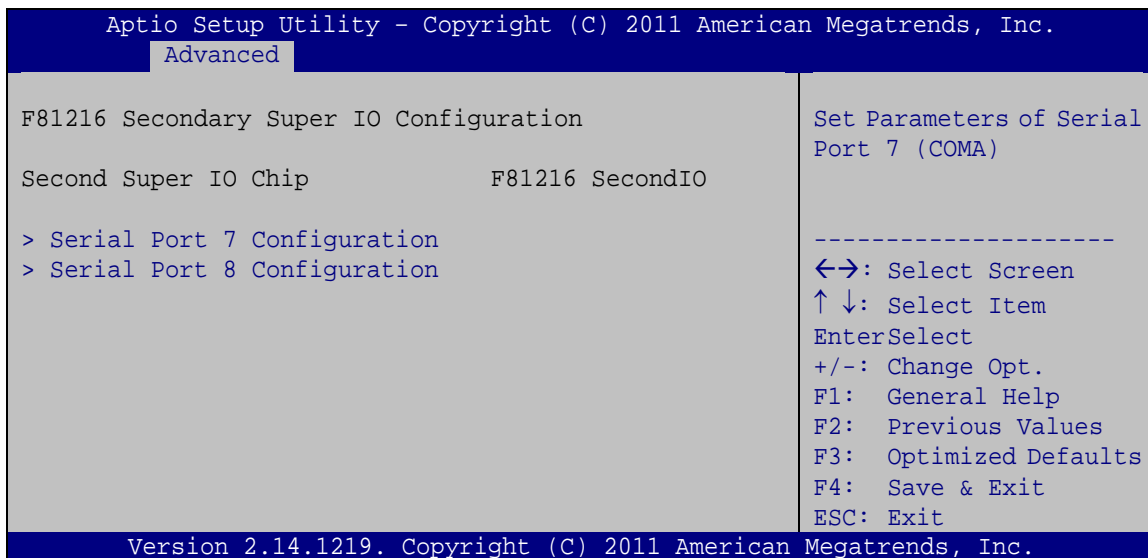 Aptio Setup Utility – Copyright (C) 2011 American Megatrends, Inc.
Advanced
F81216 Secondary Super IO Configuration
Second Super IO Chip F81216 SecondIO
> Serial Port 7 Configuration
> Serial Port 8 Configuration
Set Parameters of Serial
Port 7 (COMA)
---------------------
←→: Select Screen
↑ ↓: Select Item
EnterSelect
+/-: Change Opt.
F1: General Help
F2: Previous Values
F3: Optimized Defaults
F4: Save & Exit
ESC: Exit
Version 2.14.1219. Copyright (C) 2011 American Megatrends, Inc.